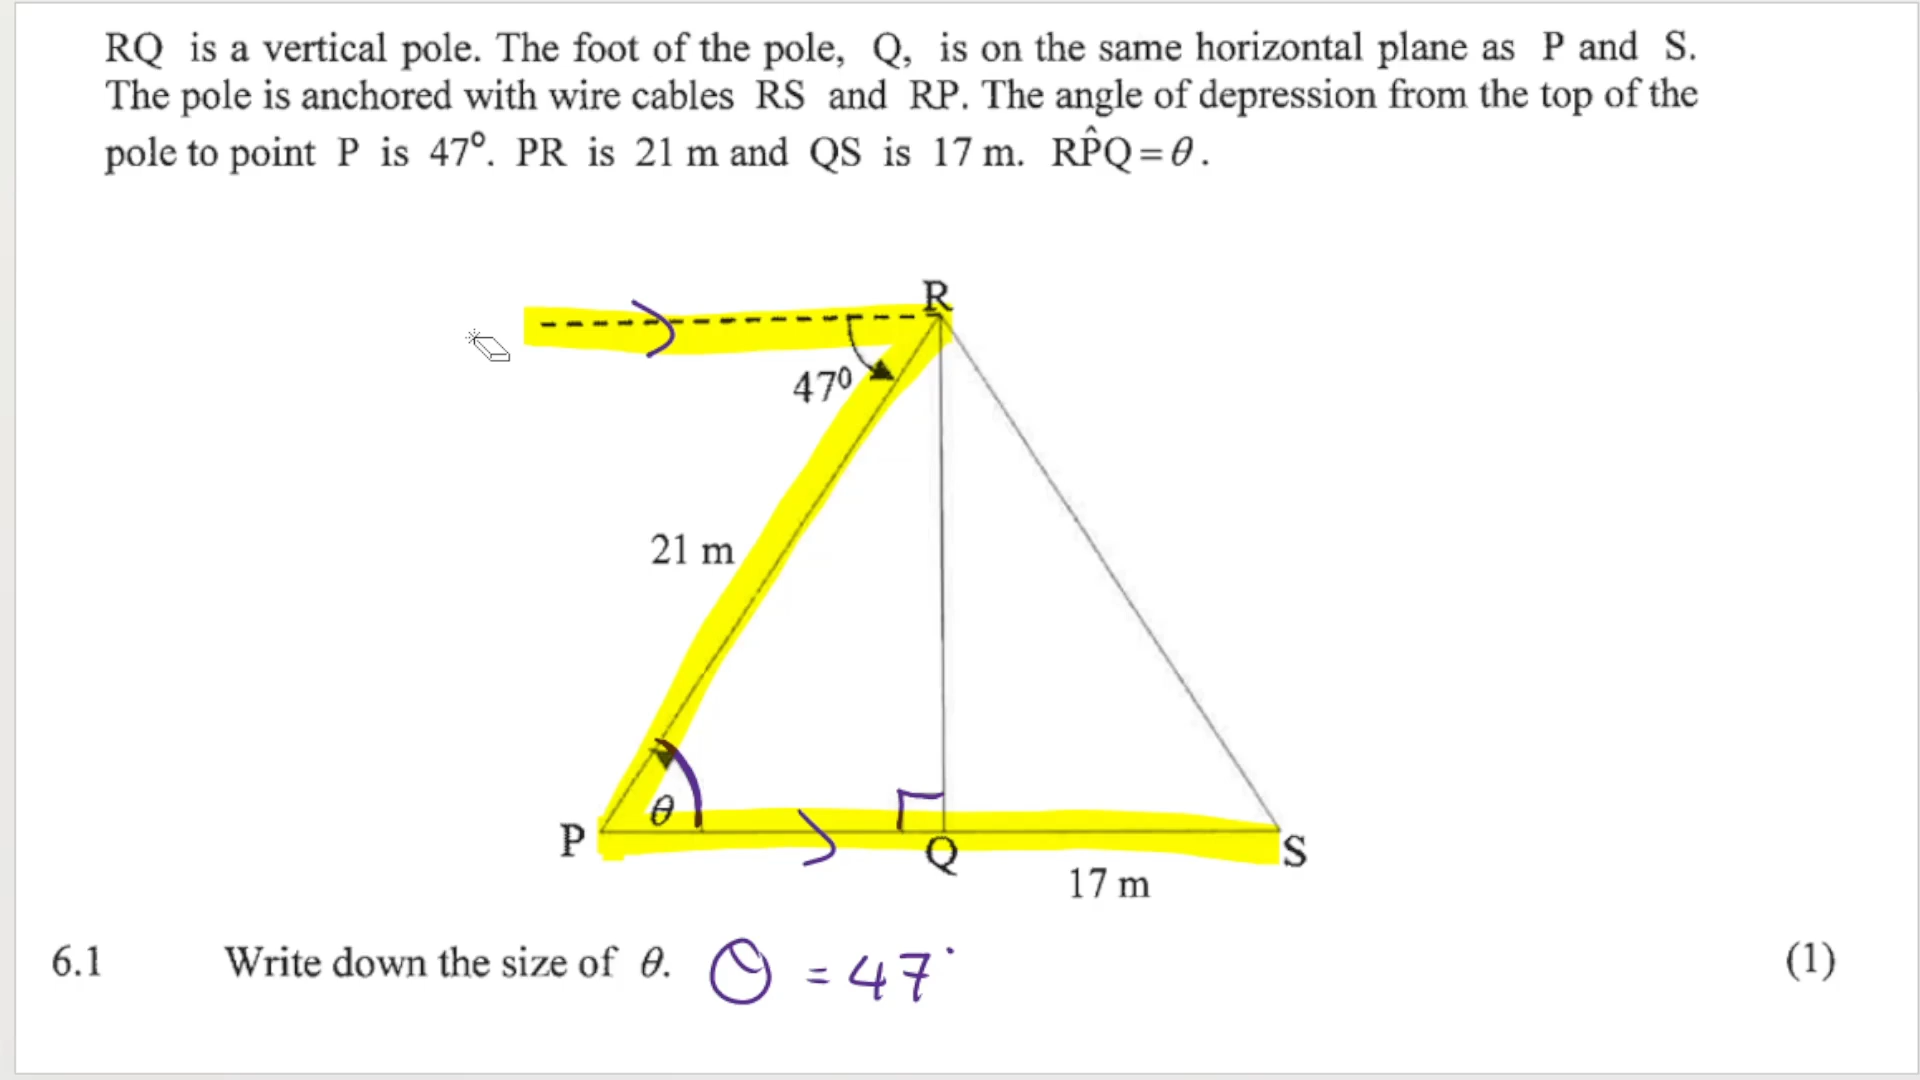 RQ is a vertical pole. The foot of the pole, Q, is on the same horizontal plane as P and S.
The pole is anchored with wire cables RS and RP. The angle of depression from the top of the
pole to point P is 47°. PR is 21 m and QS is 17 m. RP̂Q = θ.
R
47⁰
21 m
θ
P
Q
S
17 m
6.1 Write down the size of θ. θ = 47° (1)